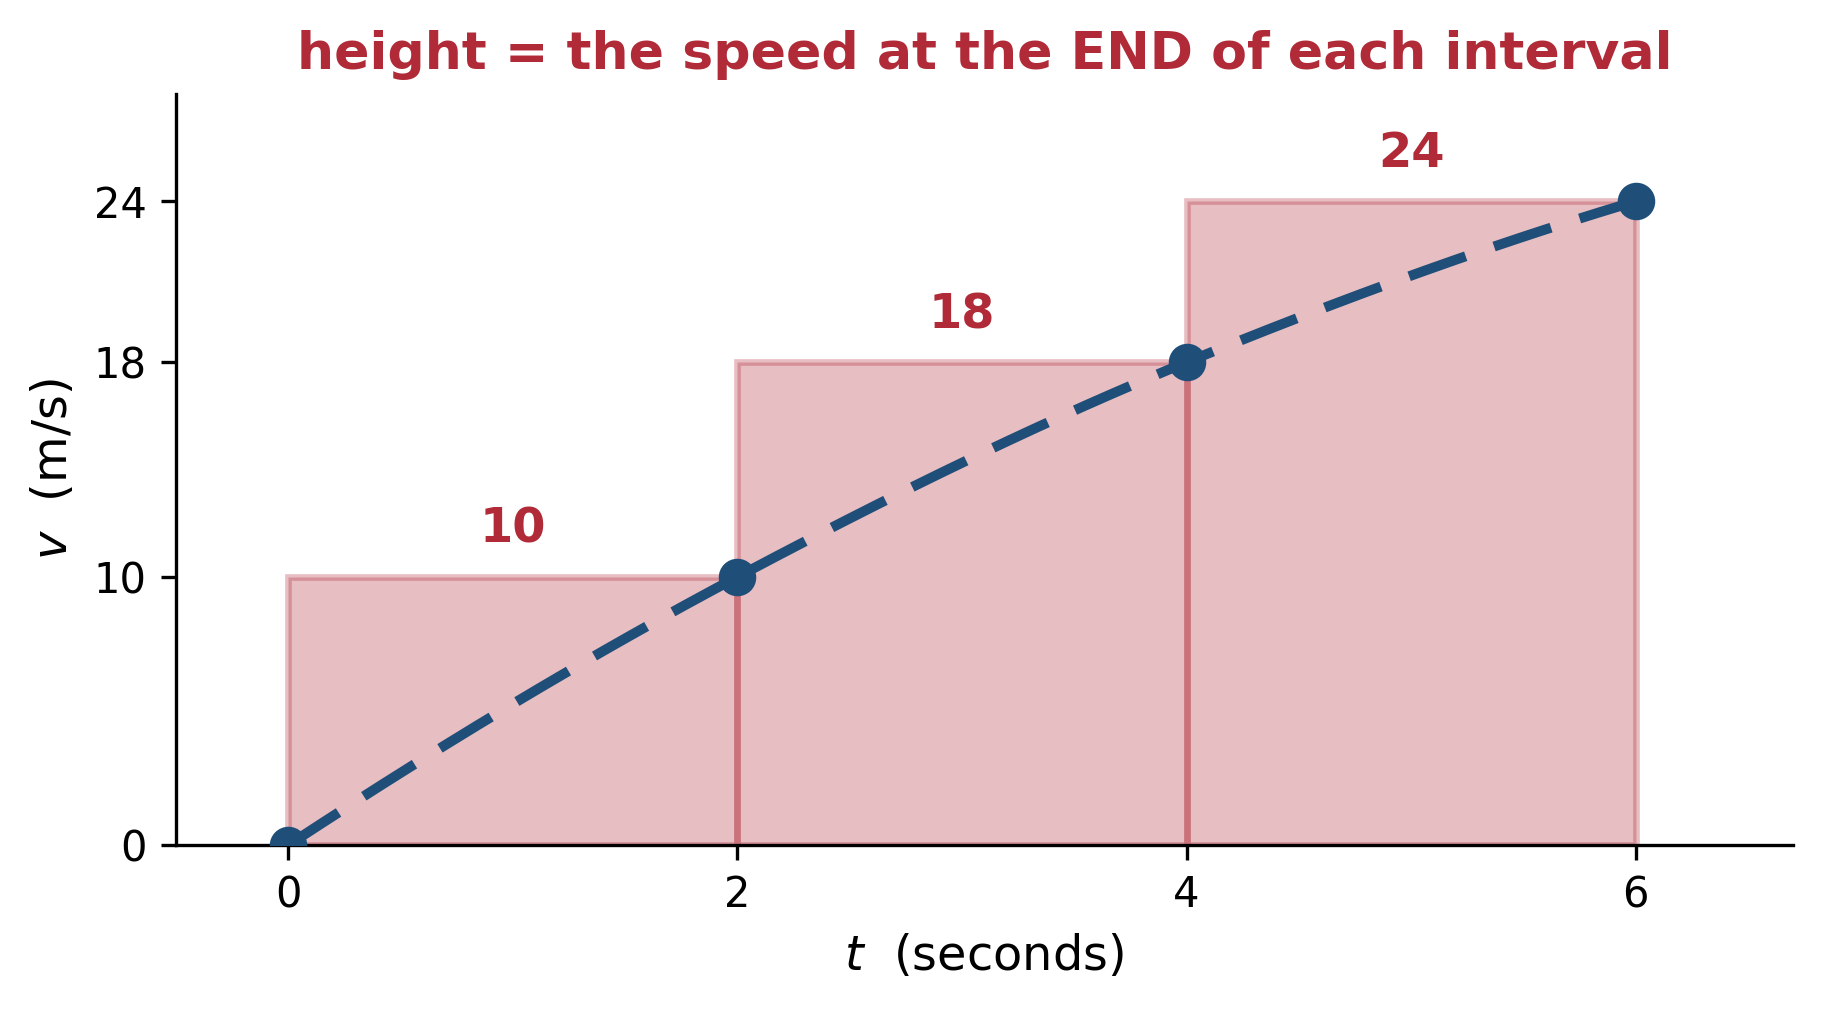 height = the speed at the END of each interval
24
24
18
18
10
10
0
v (m/s)
0 2 4 6
t (seconds)